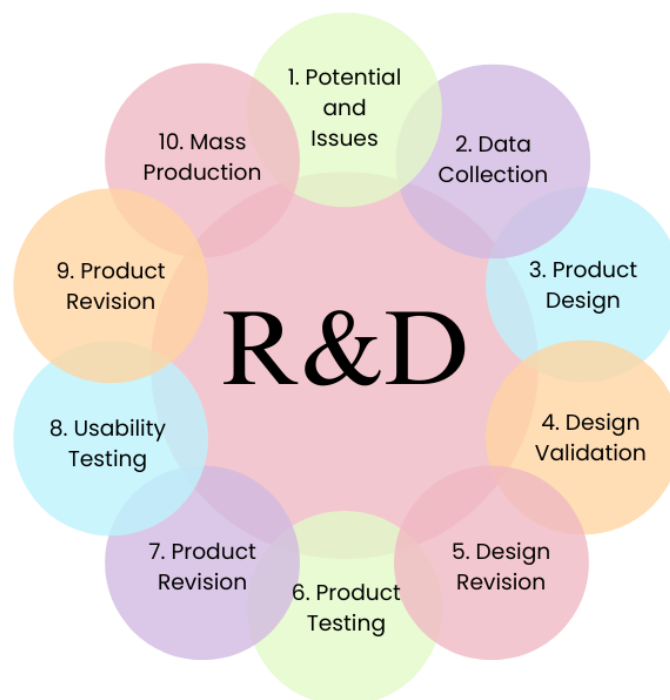 1. Potential
and
Issues
2. Data
Collection
3. Product
Design
4. Design
Validation
5. Design
Revision
6. Product
Testing
7. Product
Revision
8. Usability
Testing
9. Product
Revision
10. Mass
Production
R&D